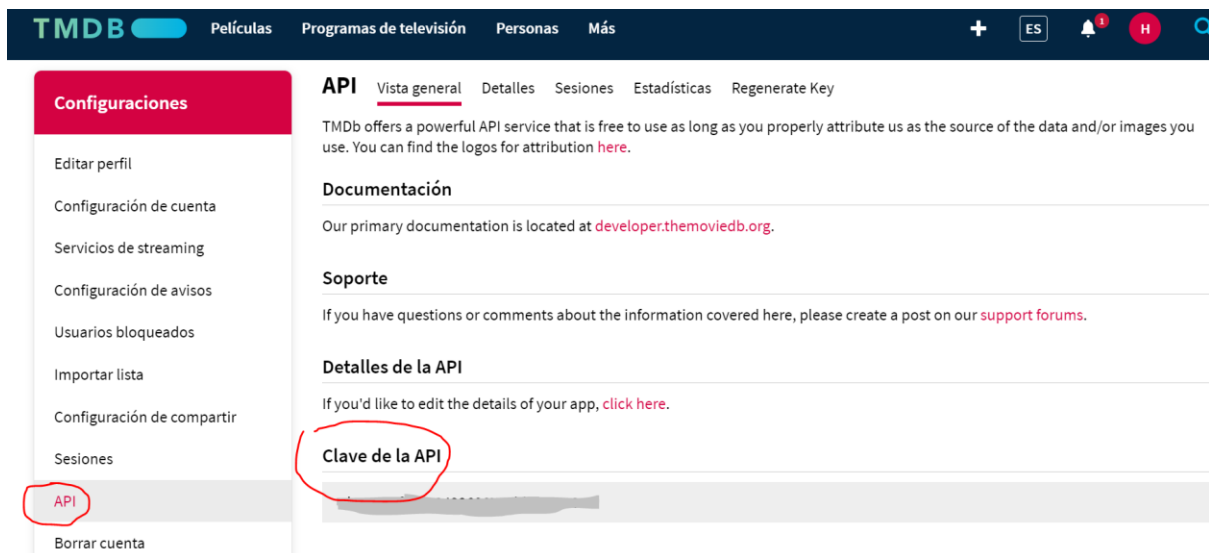 TMDB Películas Programas de televisión Personas Más + ES 1 H
Configuraciones
Editar perfil
Configuración de cuenta
Servicios de streaming
Configuración de avisos
Usuarios bloqueados
Importar lista
Configuración de compartir
Sesiones
API
Borrar cuenta
API Vista general Detalles Sesiones Estadísticas Regenerate Key
TMDb offers a powerful API service that is free to use as long as you properly attribute us as the source of the data and/or images you
use. You can find the logos for attribution here.
Documentación
Our primary documentation is located at developer.themoviedb.org.
Soporte
If you have questions or comments about the information covered here, please create a post on our support forums.
Detalles de la API
If you'd like to edit the details of your app, click here.
Clave de la API